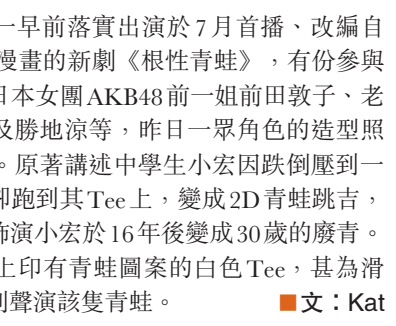 一早前落實出演於7月首播、改編自
漫畫的新劇《根性青蛙》，有份參與
日本女團AKB48前一姐前田敦子、老
及勝地涼等，昨日一眾角色的造型照
。原著講述中學生小宏因跌倒壓到一
卻跑到其Tee上，變成2D青蛙跳吉，
飾演小宏於16年後變成30歲的廢青。
上印有青蛙圖案的白色Tee，甚為滑
則聲演該隻青蛙。 ■文：Kat